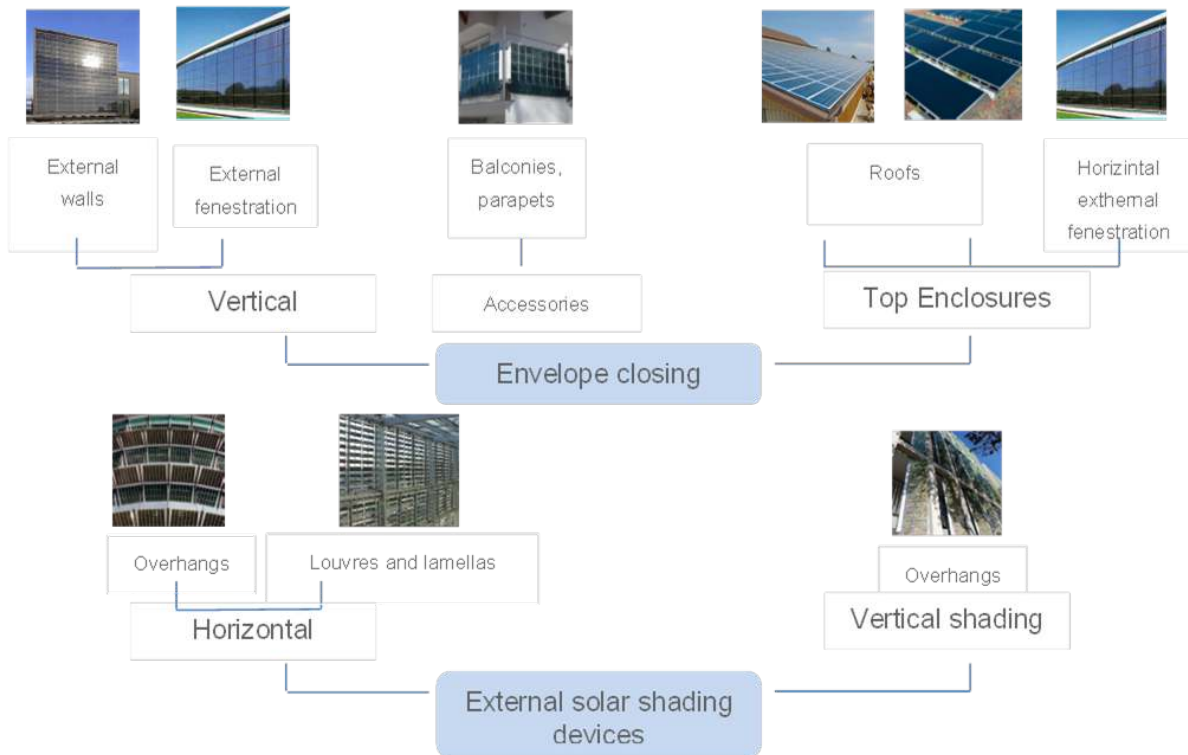 External
walls
External
fenestration
Balconies,
parapets
Roofs
Horizintal
exthernal
fenestration
Vertical
Accessories
Top Enclosures
Envelope closing
Overhangs
Louvres and lamellas
Overhangs
Horizontal
Vertical shading
External solar shading
devices